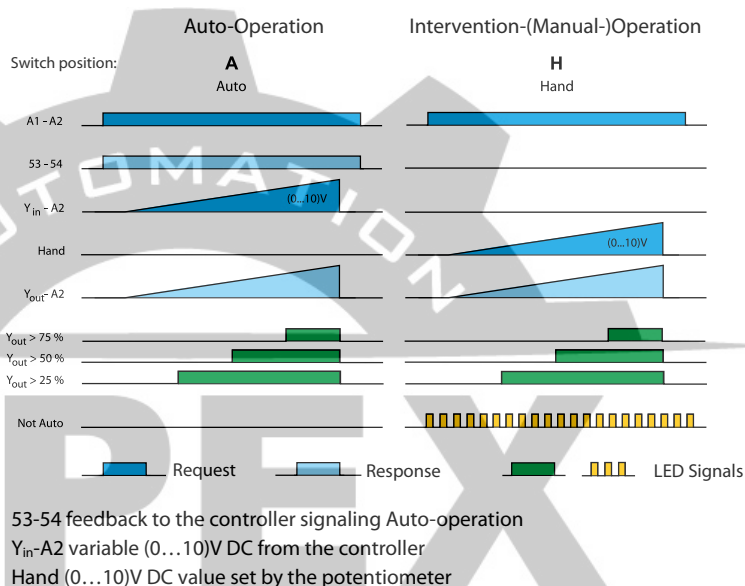 Auto-Operation Intervention-(Manual-)Operation
Switch position: A H
Auto Hand
A1 - A2
53 - 54
Y in - A2 (0...10)V
Hand (0...10)V
Yout- A2
Yout > 75 %
Yout > 50 %
Yout > 25 %
Not Auto
Request Response LED Signals
53-54 feedback to the controller signaling Auto-operation
Yin-A2 variable (0…10)V DC from the controller
Hand (0…10)V DC value set by the potentiometer
UTOMATION
PEX